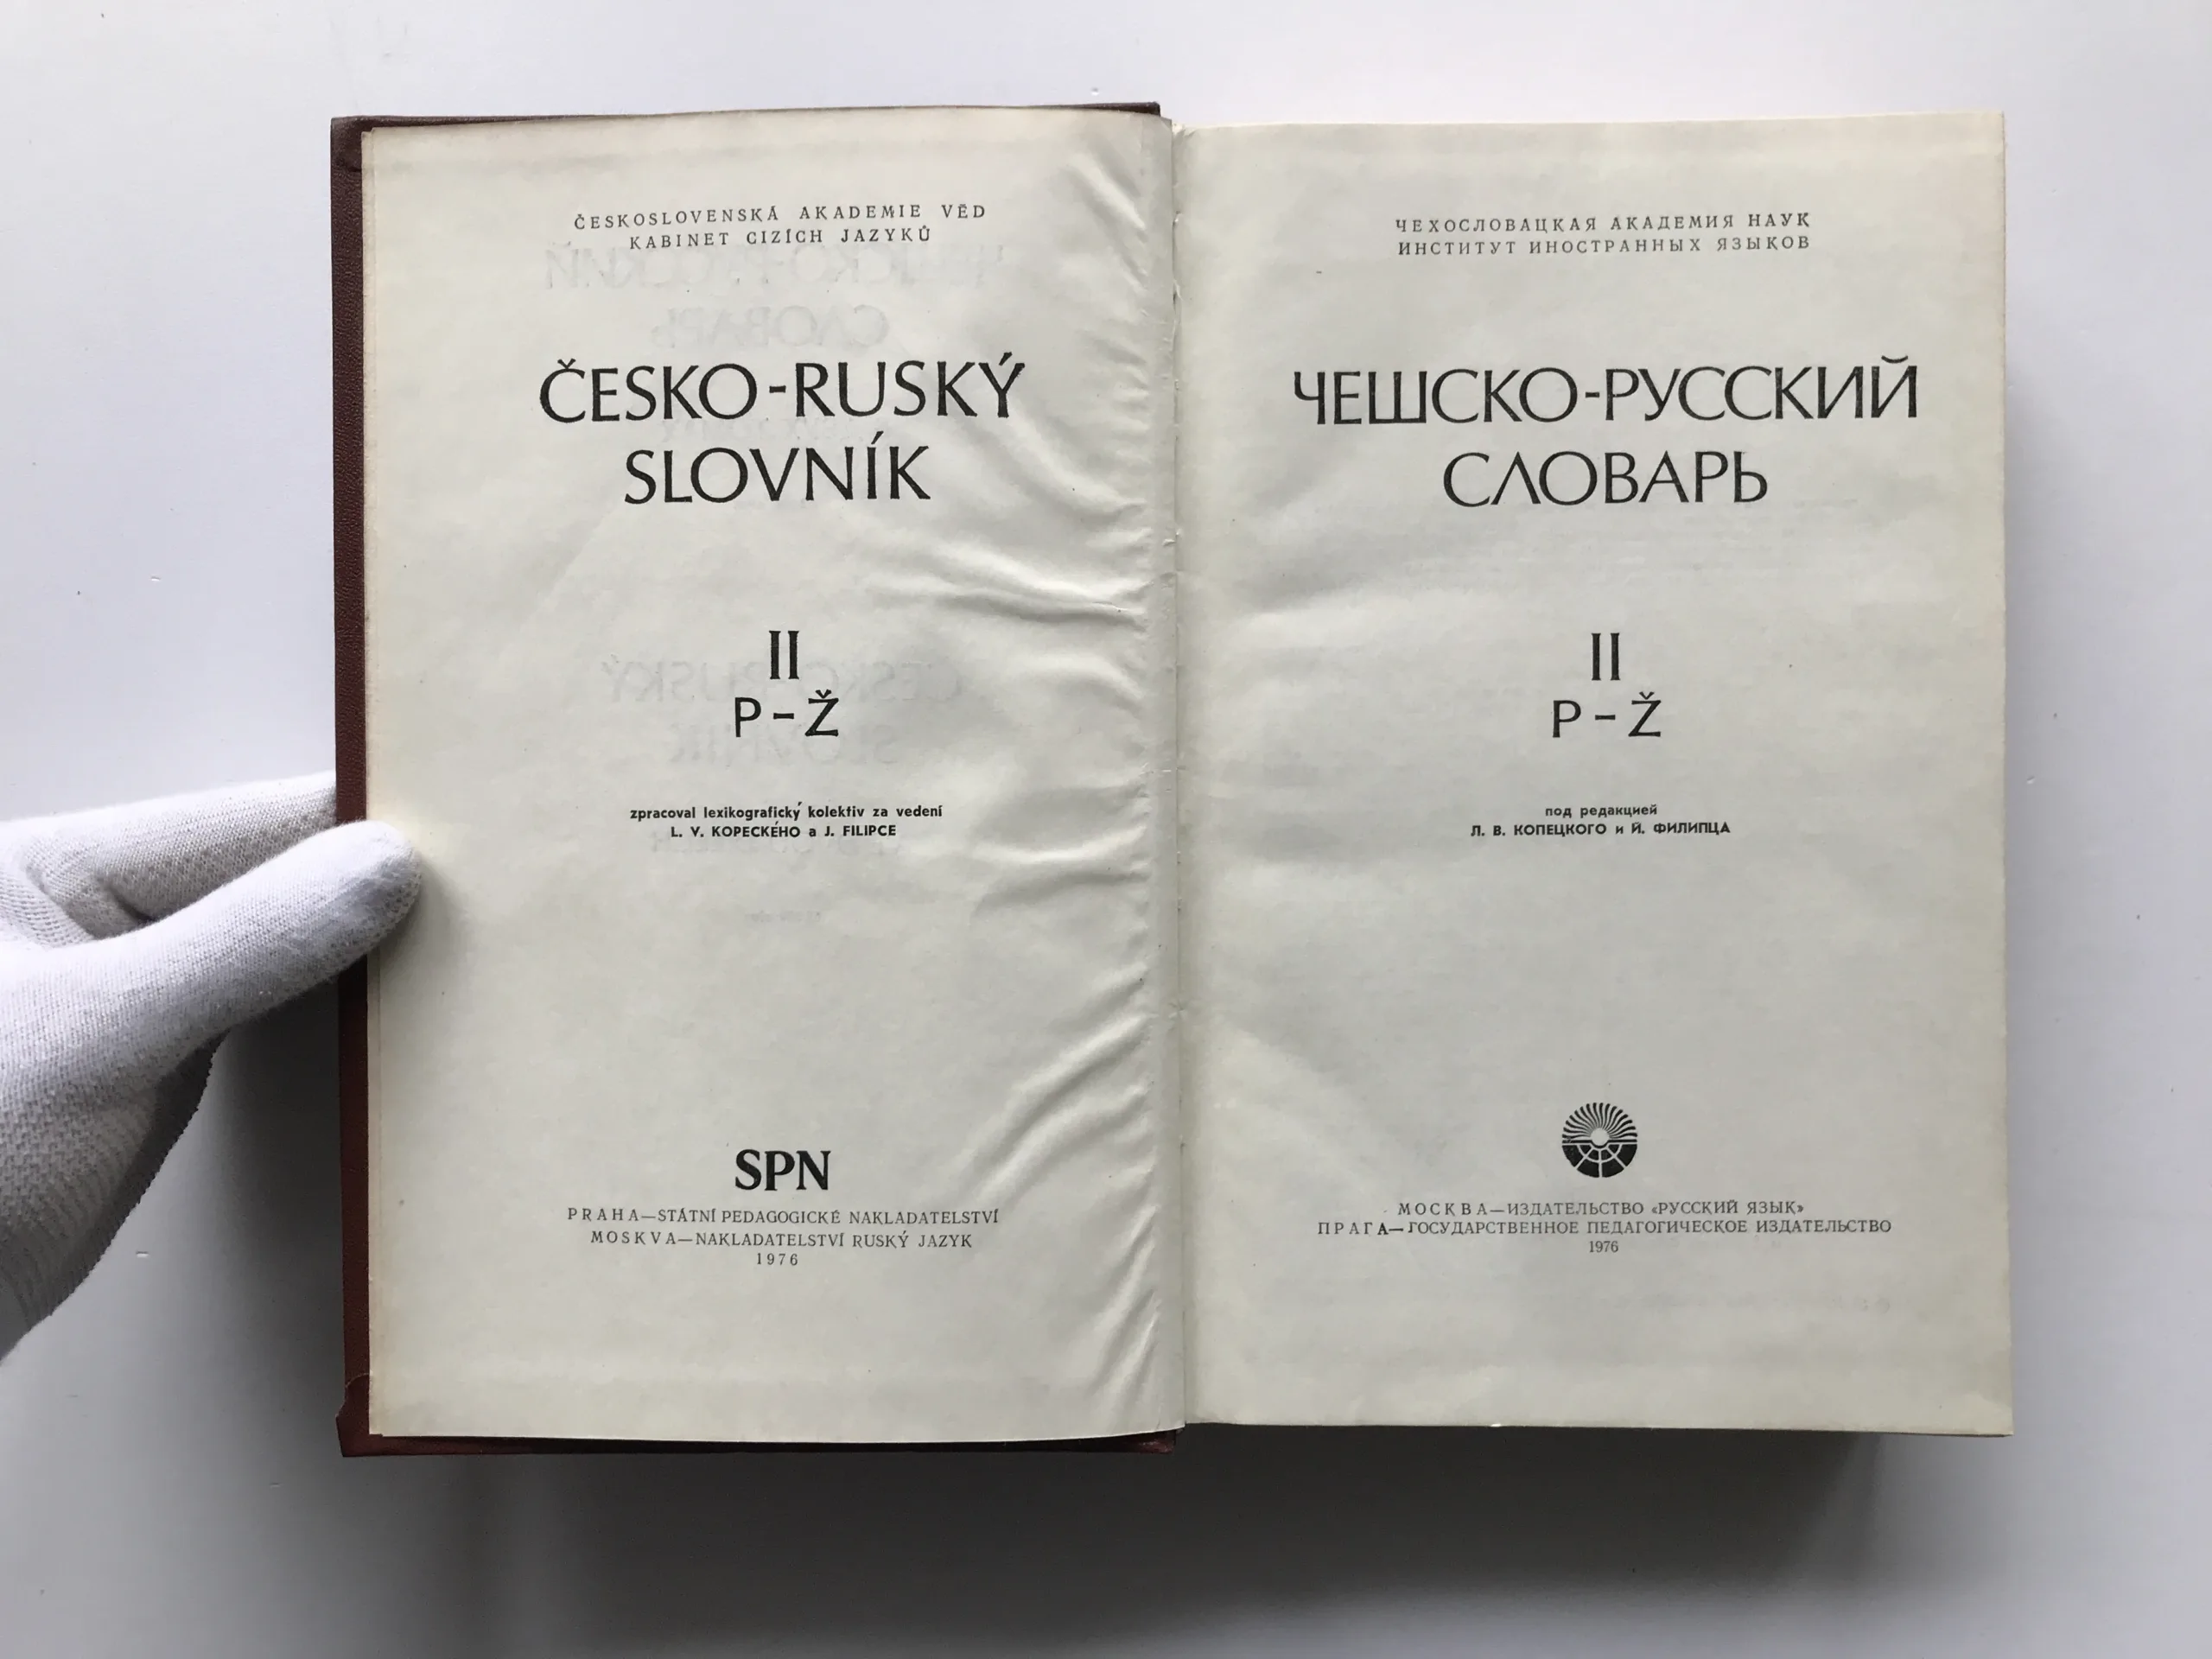 ČESKOSLOVENSKÁ AKADEMIE VĚD
KABINET CIZÍCH JAZYKŮ
ČESKO-RUSKÝ
SLOVNÍK
II
P-Ž
zpracoval lexikografický kolektiv za vedení
L. V. KOPECKÉHO a J. FILIPCE
SPN
PRAHA—STÁTNÍ PEDAGOGICKÉ NAKLADATELSTVÍ
MOSKVA—NAKLADATELSTVÍ RUSKÝ JAZYK
1976
ЧЕХОСЛОВАЦКАЯ АКАДЕМИЯ НАУК
ИНСТИТУТ ИНОСТРАННЫХ ЯЗЫКОВ
ЧЕШСКО-РУССКИЙ
СЛОВАРЬ
II
P-Ž
под редакцией
Л. В. КОПЕЦКОГО и Й. ФИЛИПЦА
МОСКВА—ИЗДАТЕЛЬСТВО «РУССКИЙ ЯЗЫК»
ПРАГА—ГОСУДАРСТВЕННОЕ ПЕДАГОГИЧЕСКОЕ ИЗДАТЕЛЬСТВО
1976